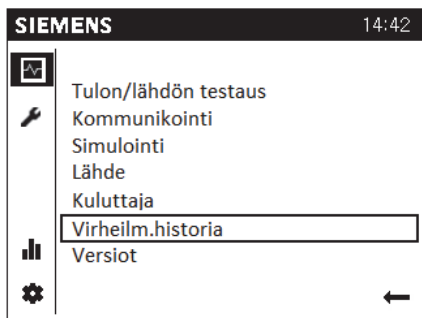 SIEMENS 14:42
Tulon/lähdön testaus
Kommunikointi
Simulointi
Lähde
Kuluttaja
Virheilm.historia
Versiot